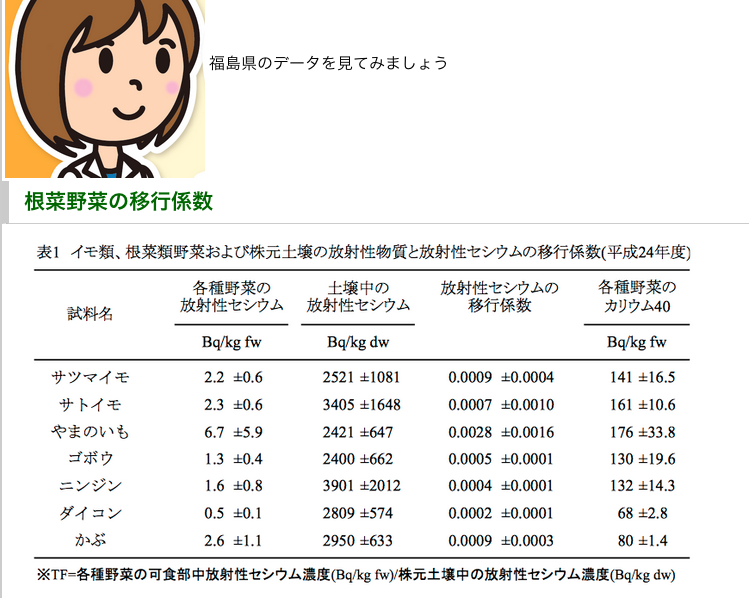 福島県のデータを見てみましょう
根菜野菜の移行係数
表1 イモ類、根菜類野菜および株元土壌の放射性物質と放射性セシウムの移行係数(平成24年度)
試料名 各種野菜の放射性セシウム 土壌中の放射性セシウム 放射性セシウムの移行係数 各種野菜のカリウム40
Bq/kg fw Bq/kg dw Bq/kg fw
サツマイモ 2.2 ±0.6 2521 ±1081 0.0009 ±0.0004 141 ±16.5
サトイモ 2.3 ±0.6 3405 ±1648 0.0007 ±0.0010 161 ±10.6
やまのいも 6.7 ±5.9 2421 ±647 0.0028 ±0.0016 176 ±33.8
ゴボウ 1.3 ±0.4 2400 ±662 0.0005 ±0.0001 130 ±19.6
ニンジン 1.6 ±0.8 3901 ±2012 0.0004 ±0.0001 132 ±14.3
ダイコン 0.5 ±0.1 2809 ±574 0.0002 ±0.0001 68 ±2.8
かぶ 2.6 ±1.1 2950 ±633 0.0009 ±0.0003 80 ±1.4
※TF=各種野菜の可食部中放射性セシウム濃度(Bq/kg fw)/株元土壌中の放射性セシウム濃度(Bq/kg dw)